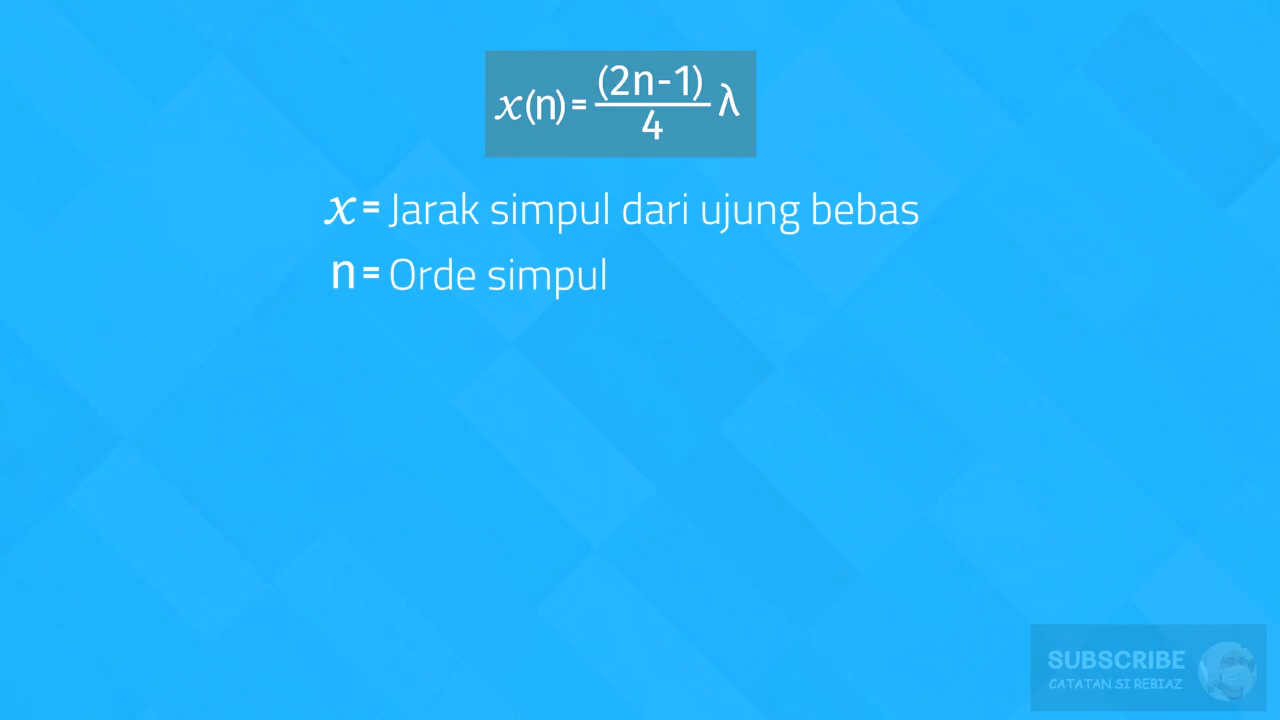 x(n) = (2n-1)/4 λ
x = Jarak simpul dari ujung bebas
n = Orde simpul
SUBSCRIBE
CATATAN SI REBIAZ